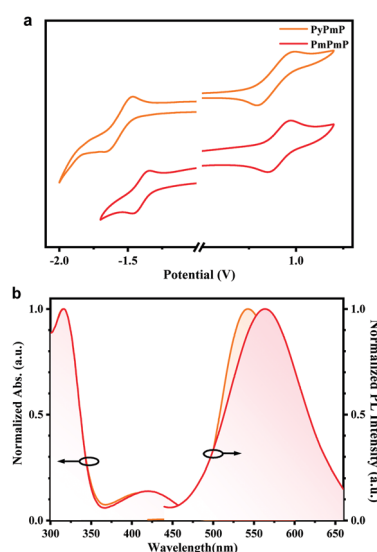 a
PyPmP
PmPmP
-2.0
-1.5
1.0
Potential (V)
b
1.0
0.5
0.0
Normalized Abs. (a.u.)
1.0
0.5
0.0
Normalized PL Intensity (a.u.)
300 350 400 450 500 550 600 650
Wavelength(nm)